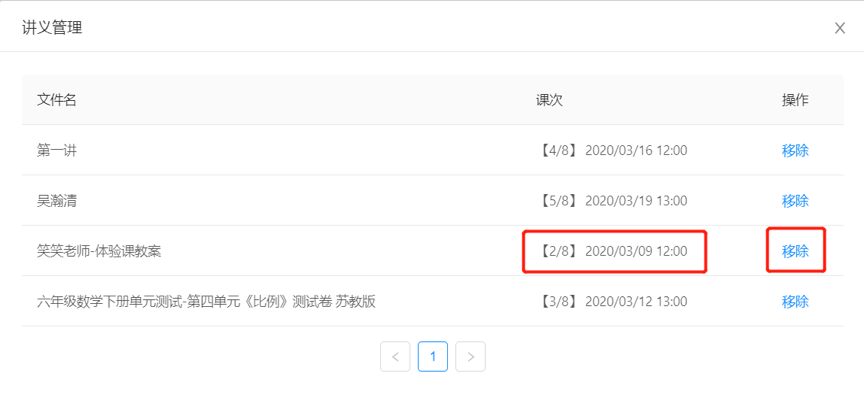 讲义管理
文件名 课次 操作
第一讲 【4/8】 2020/03/16 12:00 移除
吴瀚清 【5/8】 2020/03/19 13:00 移除
笑笑老师-体验课教案 【2/8】 2020/03/09 12:00 移除
六年级数学下册单元测试-第四单元《比例》测试卷 苏教版 【3/8】 2020/03/12 13:00 移除
1